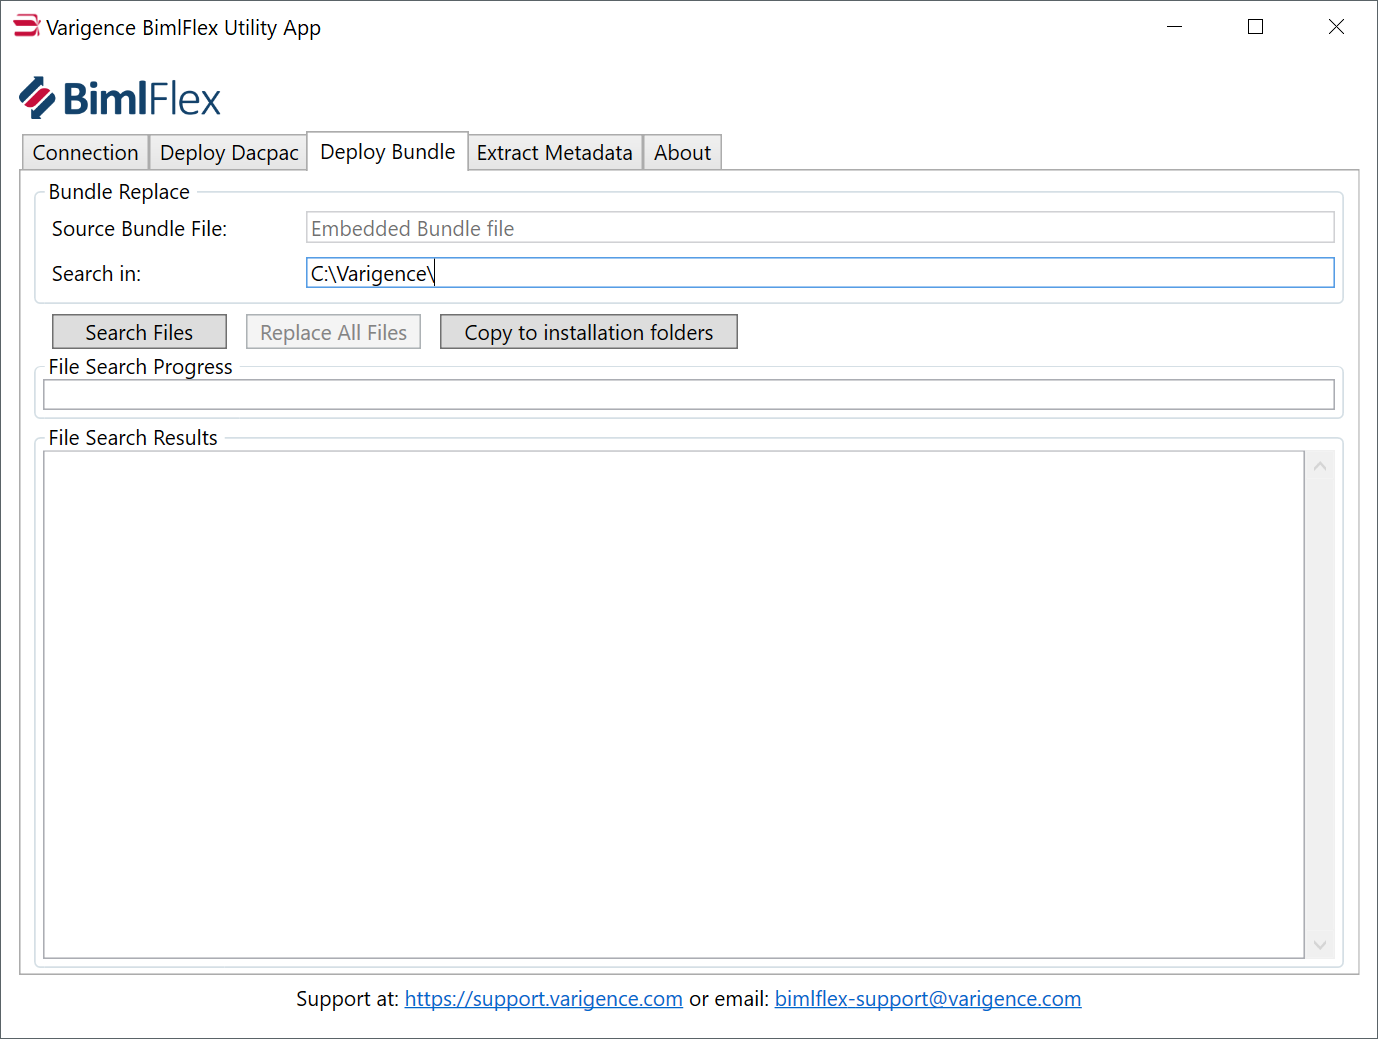 Varigence BimlFlex Utility App
BimlFlex
Connection Deploy Dacpac Deploy Bundle Extract Metadata About
Bundle Replace
Source Bundle File: Embedded Bundle file
Search in: C:\Varigence\
Search Files Replace All Files Copy to installation folders
File Search Progress
File Search Results
Support at: https://support.varigence.com or email: bimlflex-support@varigence.com